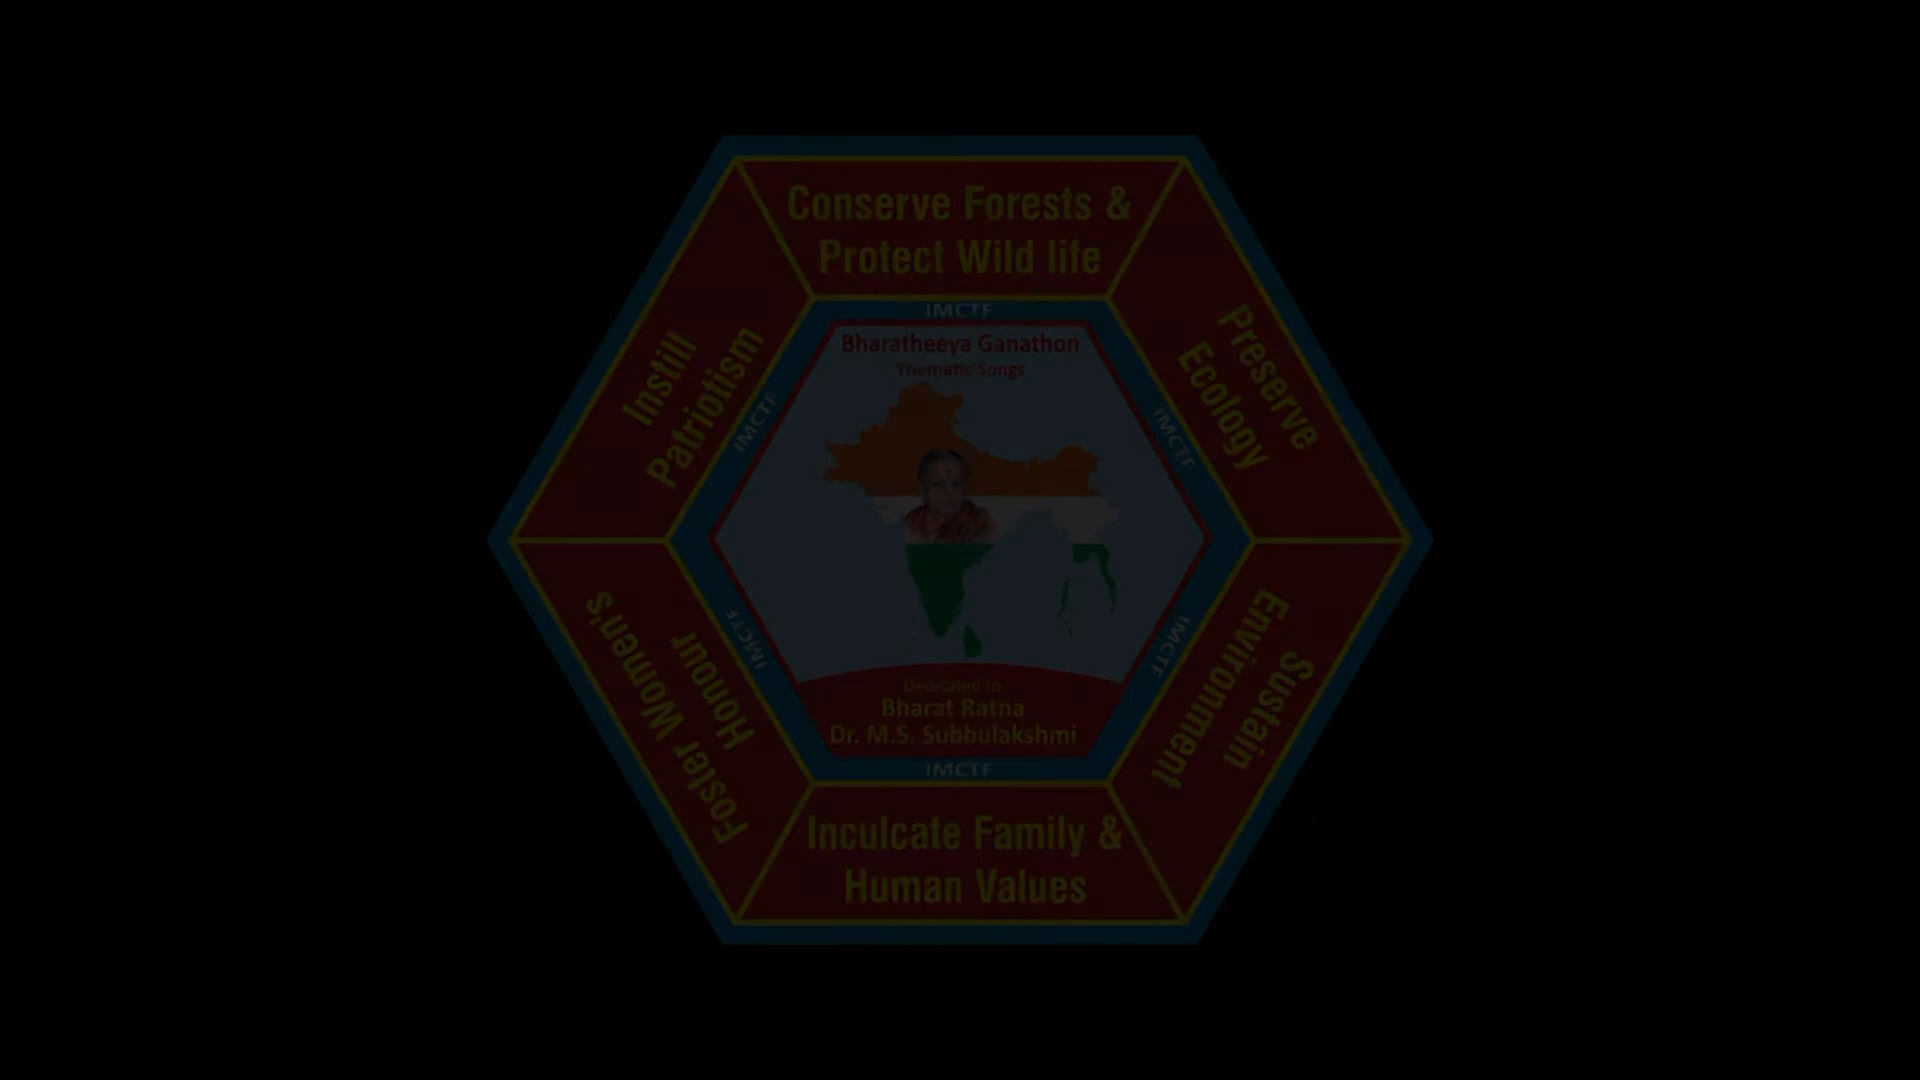 Conserve Forests &
Protect Wild life
Preserve
Ecology
Sustain
Environment
Inculcate Family &
Human Values
Foster Women's
Honour
Instill
Patriotism
IMCTF
IMCTF
IMCTF
IMCTF
IMCTF
IMCTF
Bharatheeya Ganathon
Thematic Songs
Dedicated to
Bharat Ratna
Dr. M.S. Subbulakshmi